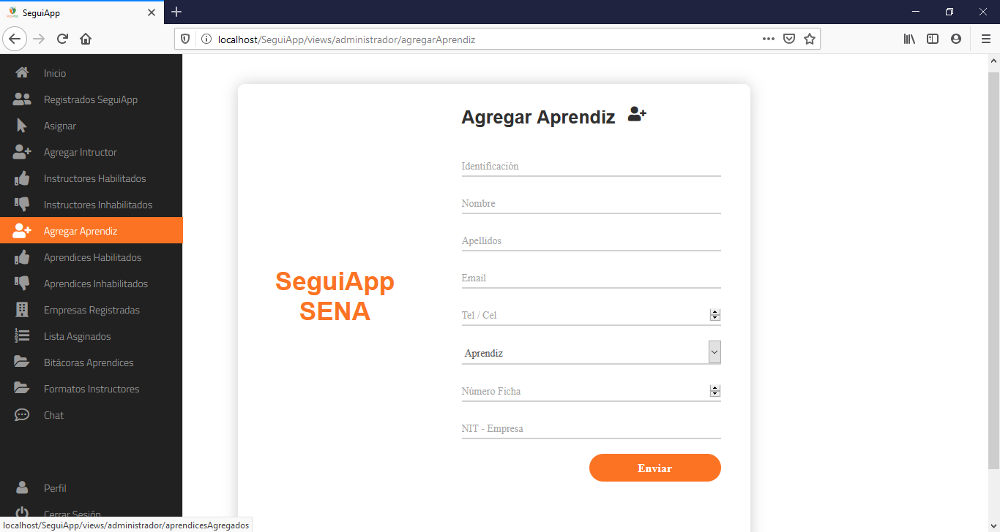 SeguiApp
localhost/SeguiApp/views/administrador/agregarAprendiz
Inicio
Registrados SeguiApp
Asignar
Agregar Intructor
Instructores Habilitados
Instructores Inhabilitados
Agregar Aprendiz
Aprendices Habilitados
Aprendices Inhabilitados
Empresas Registradas
Lista Asginados
Bitácoras Aprendices
Formatos Instructores
Chat
Perfil
Cerrar Sesión
localhost/SeguiApp/views/administrador/aprendicesAgregados
SeguiApp
SENA
Agregar Aprendiz
Identificación
Nombre
Apellidos
Email
Tel / Cel
Aprendiz
Número Ficha
NIT - Empresa
Enviar